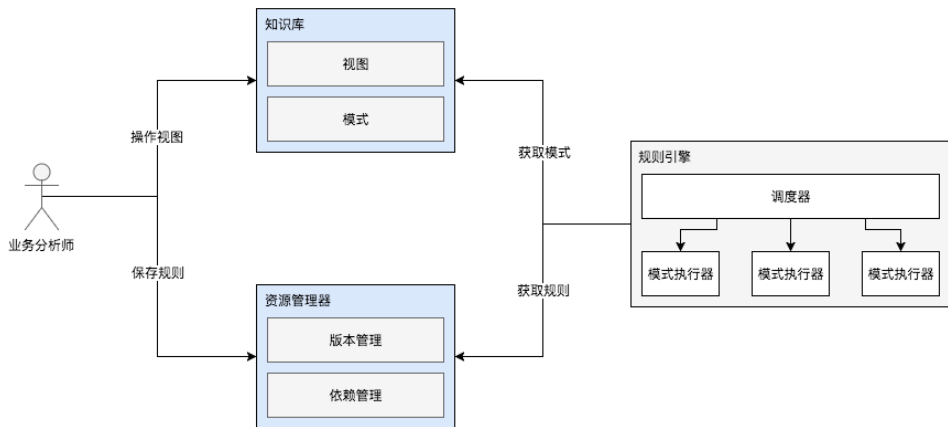 知识库
视图
模式
操作视图
业务分析师
保存规则
资源管理器
版本管理
依赖管理
获取模式
获取规则
规则引擎
调度器
模式执行器
模式执行器
模式执行器